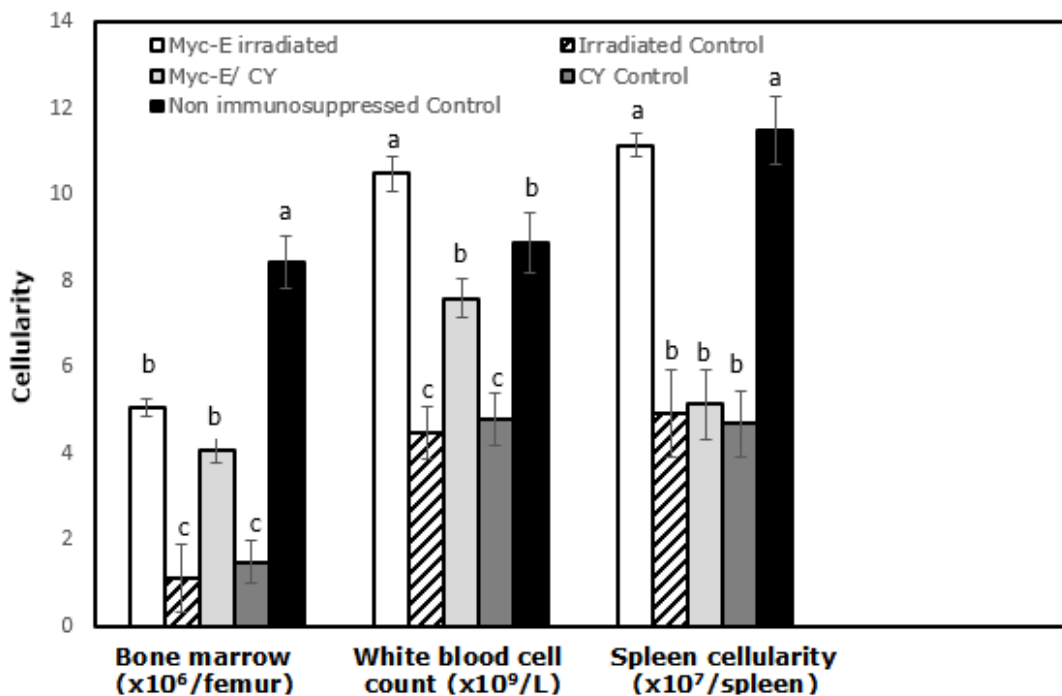 14
12
10
8
6
4
2
0
Cellularity
Myc-E irradiated
Irradiated Control
Myc-E/ CY
CY Control
Non immunosuppressed Control
b
c
b
c
a
a
c
b
c
b
a
b
b
b
a
Bone marrow
(x10⁶/femur)
White blood cell
count (x10⁹/L)
Spleen cellularity
(x10⁷/spleen)